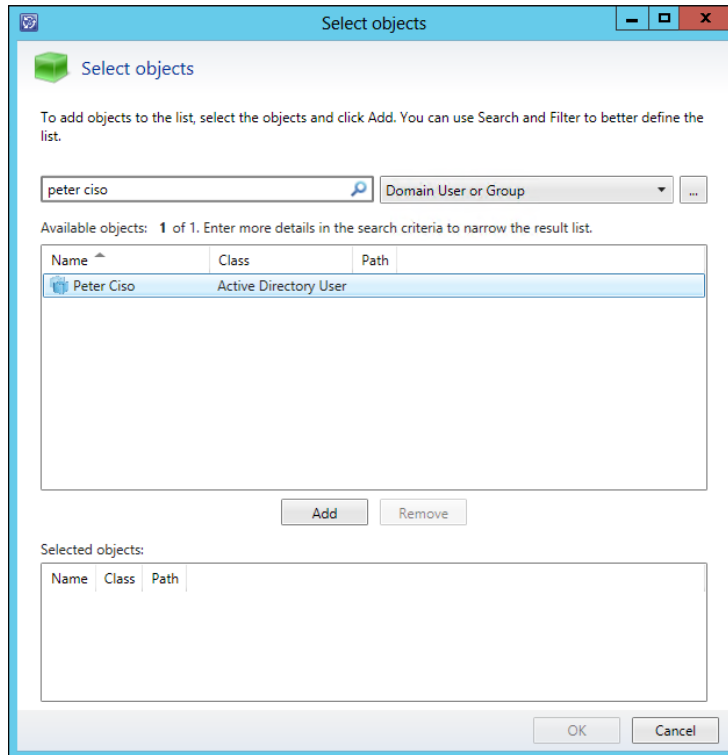 Select objects
Select objects
To add objects to the list, select the objects and click Add. You can use Search and Filter to better define the
list.
peter ciso Domain User or Group ...
Available objects: 1 of 1. Enter more details in the search criteria to narrow the result list.
Name Class Path
Peter Ciso Active Directory User
Add Remove
Selected objects:
Name Class Path
OK Cancel